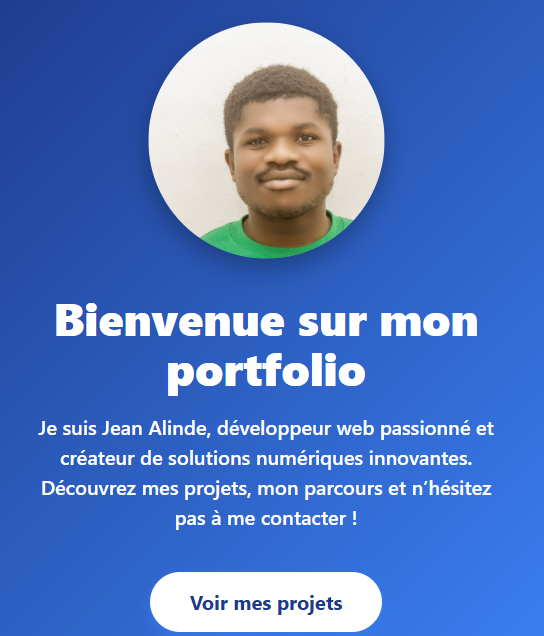 Bienvenue sur mon
portfolio
Je suis Jean Alinde, développeur web passionné et
créateur de solutions numériques innovantes.
Découvrez mes projets, mon parcours et n’hésitez
pas à me contacter !
Voir mes projets